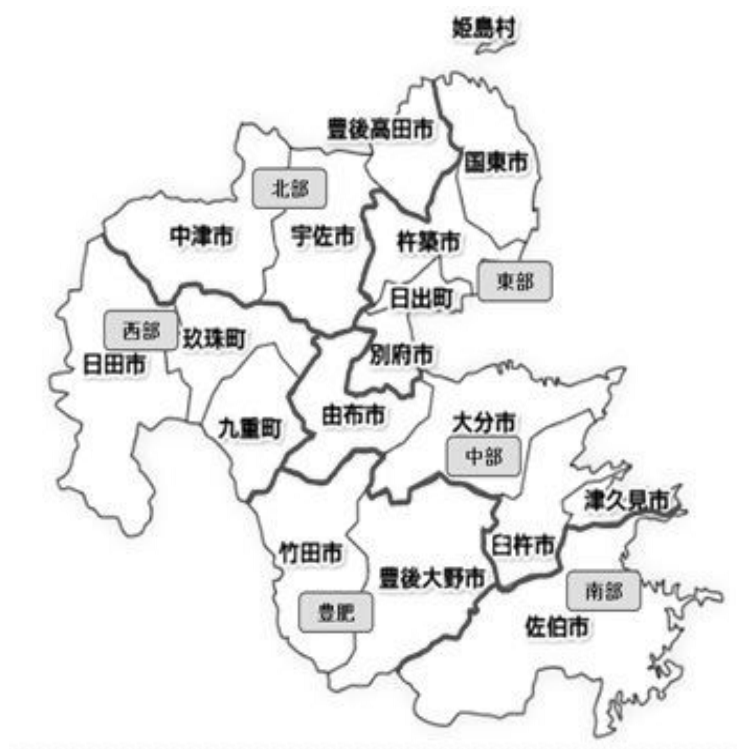 姫島村
豊後高田市
国東市
北部
中津市
宇佐市
杵築市
東部
日出町
西部
玖珠町
日田市
別府市
由布市
大分市
九重町
中部
津久見市
竹田市
臼杵市
豊後大野市
南部
豊肥
佐伯市